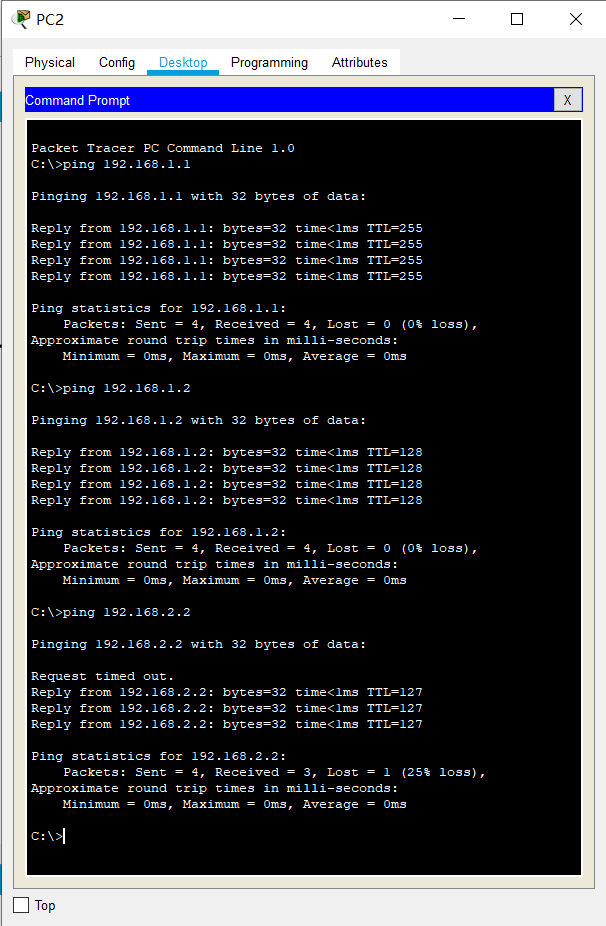 PC2
Physical Config Desktop Programming Attributes
Command Prompt
X
Packet Tracer PC Command Line 1.0
C:\>ping 192.168.1.1
Pinging 192.168.1.1 with 32 bytes of data:
Reply from 192.168.1.1: bytes=32 time<1ms TTL=255
Reply from 192.168.1.1: bytes=32 time<1ms TTL=255
Reply from 192.168.1.1: bytes=32 time<1ms TTL=255
Reply from 192.168.1.1: bytes=32 time<1ms TTL=255
Ping statistics for 192.168.1.1:
    Packets: Sent = 4, Received = 4, Lost = 0 (0% loss),
Approximate round trip times in milli-seconds:
    Minimum = 0ms, Maximum = 0ms, Average = 0ms
C:\>ping 192.168.1.2
Pinging 192.168.1.2 with 32 bytes of data:
Reply from 192.168.1.2: bytes=32 time<1ms TTL=128
Reply from 192.168.1.2: bytes=32 time<1ms TTL=128
Reply from 192.168.1.2: bytes=32 time<1ms TTL=128
Reply from 192.168.1.2: bytes=32 time<1ms TTL=128
Ping statistics for 192.168.1.2:
    Packets: Sent = 4, Received = 4, Lost = 0 (0% loss),
Approximate round trip times in milli-seconds:
    Minimum = 0ms, Maximum = 0ms, Average = 0ms
C:\>ping 192.168.2.2
Pinging 192.168.2.2 with 32 bytes of data:
Request timed out.
Reply from 192.168.2.2: bytes=32 time<1ms TTL=127
Reply from 192.168.2.2: bytes=32 time<1ms TTL=127
Reply from 192.168.2.2: bytes=32 time<1ms TTL=127
Ping statistics for 192.168.2.2:
    Packets: Sent = 4, Received = 3, Lost = 1 (25% loss),
Approximate round trip times in milli-seconds:
    Minimum = 0ms, Maximum = 0ms, Average = 0ms
C:\>
Top